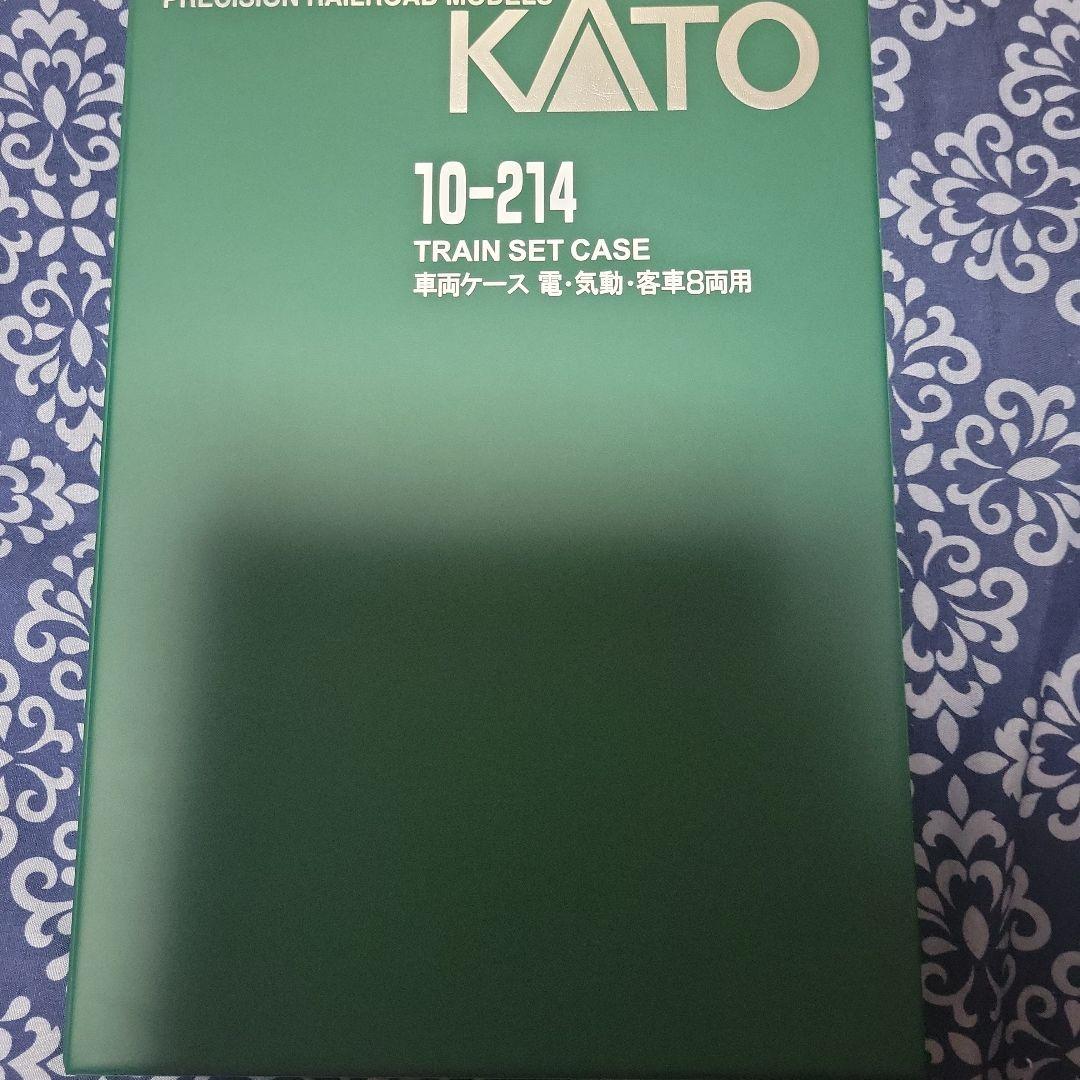 PRECISION RAILROAD MODELS
KATO
10-214
TRAIN SET CASE
車両ケース 電・気動・客車8両用